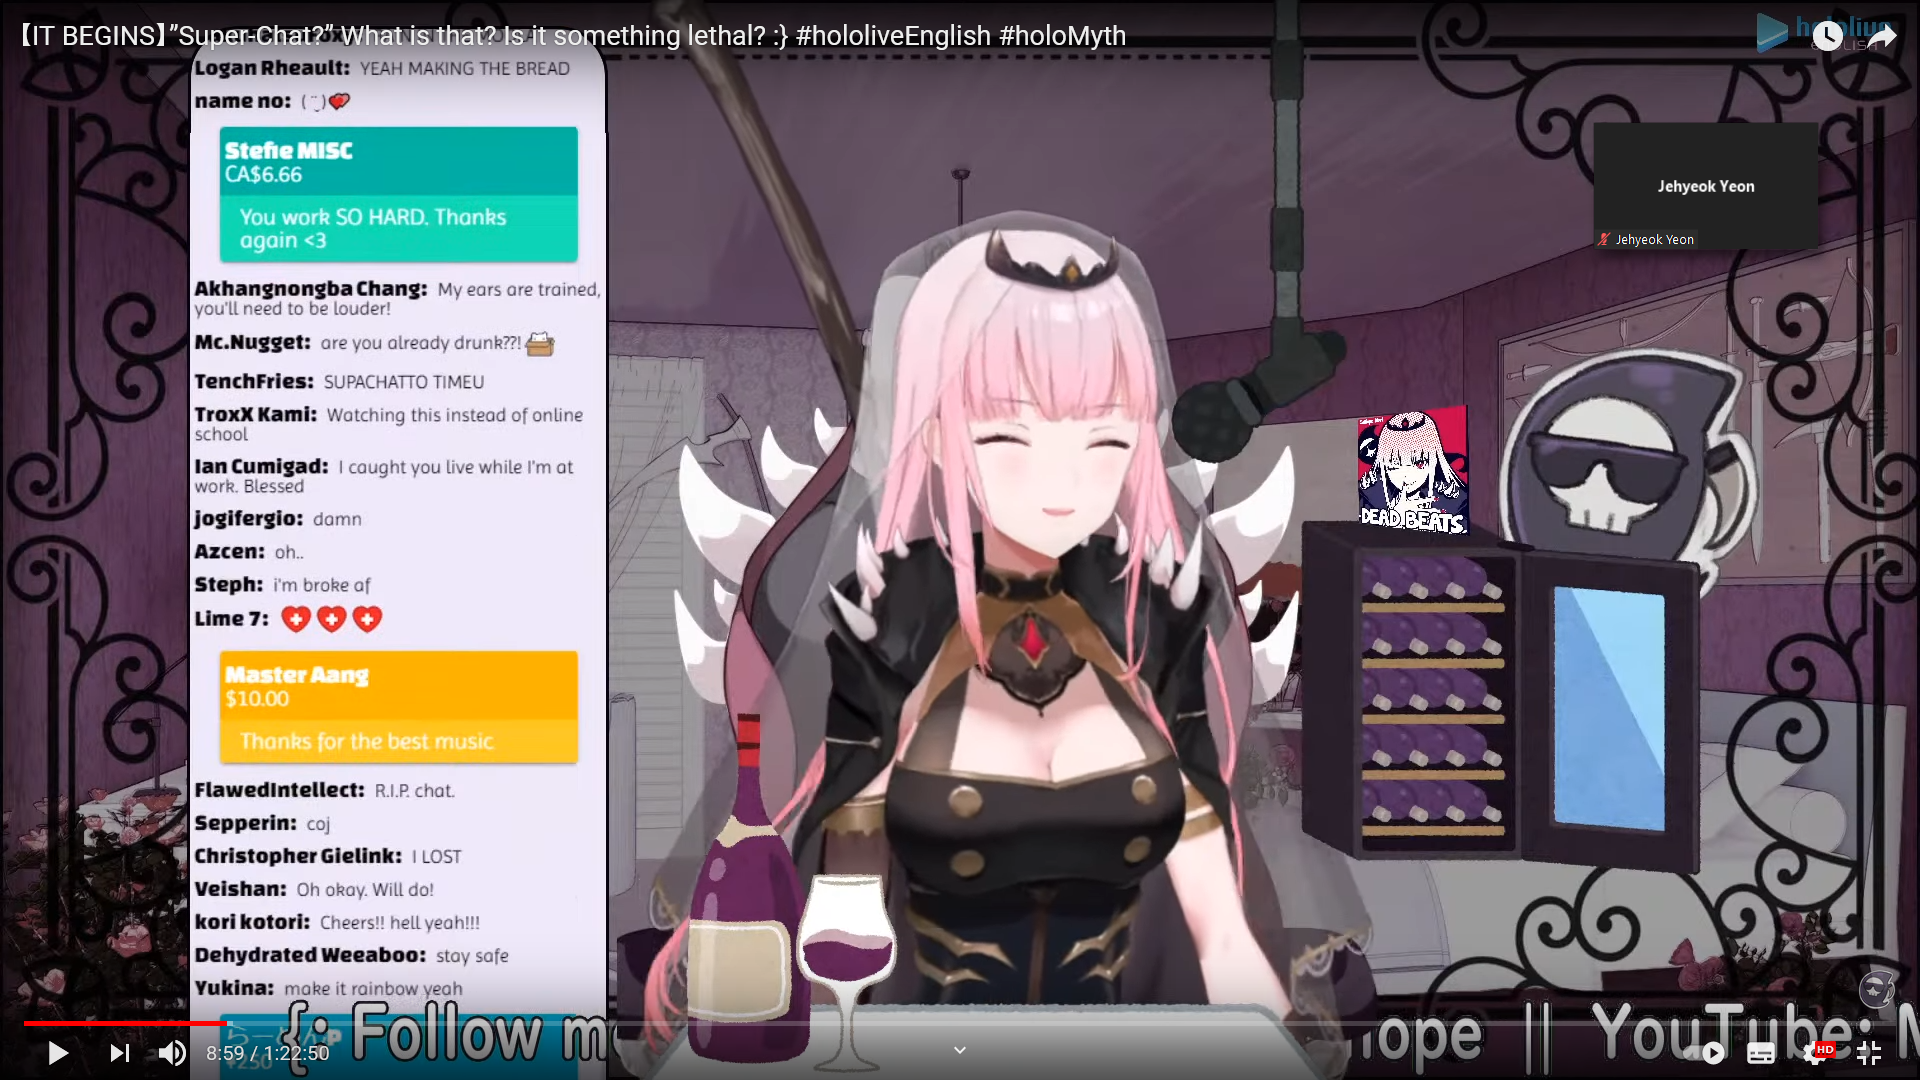 【IT BEGINS】”Super-Chat?” What is that? Is it something lethal? :} #hololiveEnglish #holoMyth
hololive
ENGLISH
Logan Rheault: YEAH MAKING THE BREAD
name no: ( ¨̮ )💕
Stefie MISC
CA$6.66
You work SO HARD. Thanks
again <3
Akhangnongba Chang: My ears are trained,
you'll need to be louder!
Mc.Nugget: are you already drunk??!
TenchFries: SUPACHATTO TIMEU
TroxX Kami: Watching this instead of online
school
Ian Cumigad: I caught you live while I'm at
work. Blessed
jogifergio: damn
Azcen: oh..
Steph: i'm broke af
Lime 7:
Master Aang
$10.00
Thanks for the best music
FlawedIntellect: R.I.P. chat.
Sepperin: coj
Christopher Gielink: I LOST
Veishan: Oh okay. Will do!
kori kotori: Cheers!! hell yeah!!!
Dehydrated Weeaboo: stay safe
Yukina: make it rainbow yeah
¥250
Jehyeok Yeon
Jehyeok Yeon
DEAD BEATS.
{: Follow m
ope || YouTube: M
8:59 / 1:22:50
HD